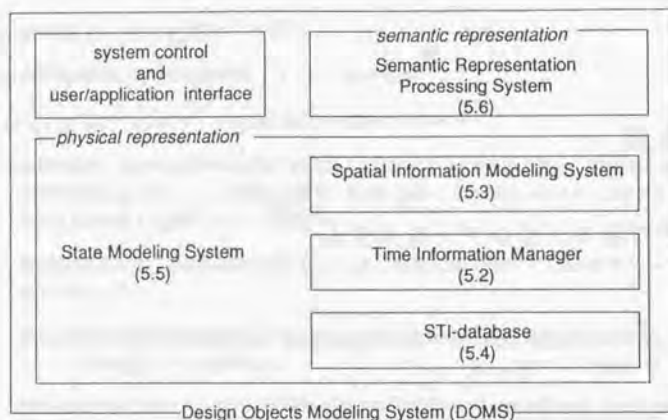 system control
and
user/application interface
semantic representation
Semantic Representation
Processing System
(5.6)
physical representation
Spatial Information Modeling System
(5.3)
State Modeling System
(5.5)
Time Information Manager
(5.2)
STI-database
(5.4)
Design Objects Modeling System (DOMS)